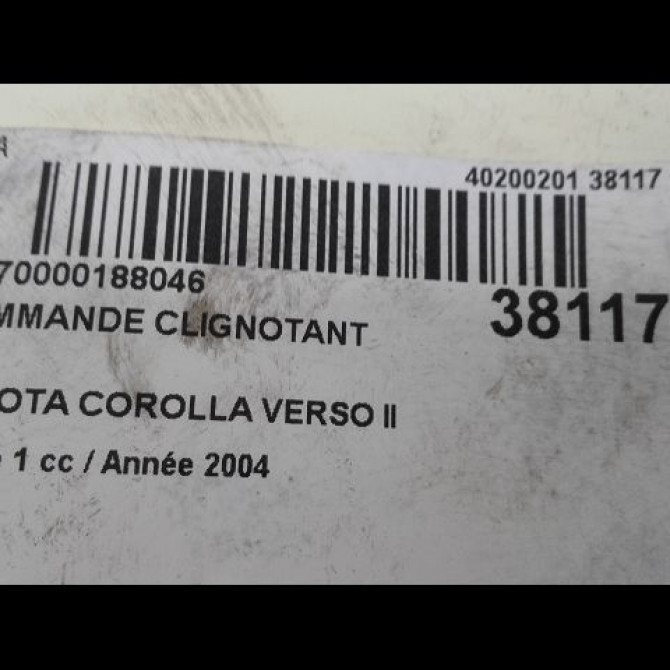 40200201 38117
70000188046
38117
MMANDE CLIGNOTANT
OTA COROLLA VERSO II
1 cc / Année 2004